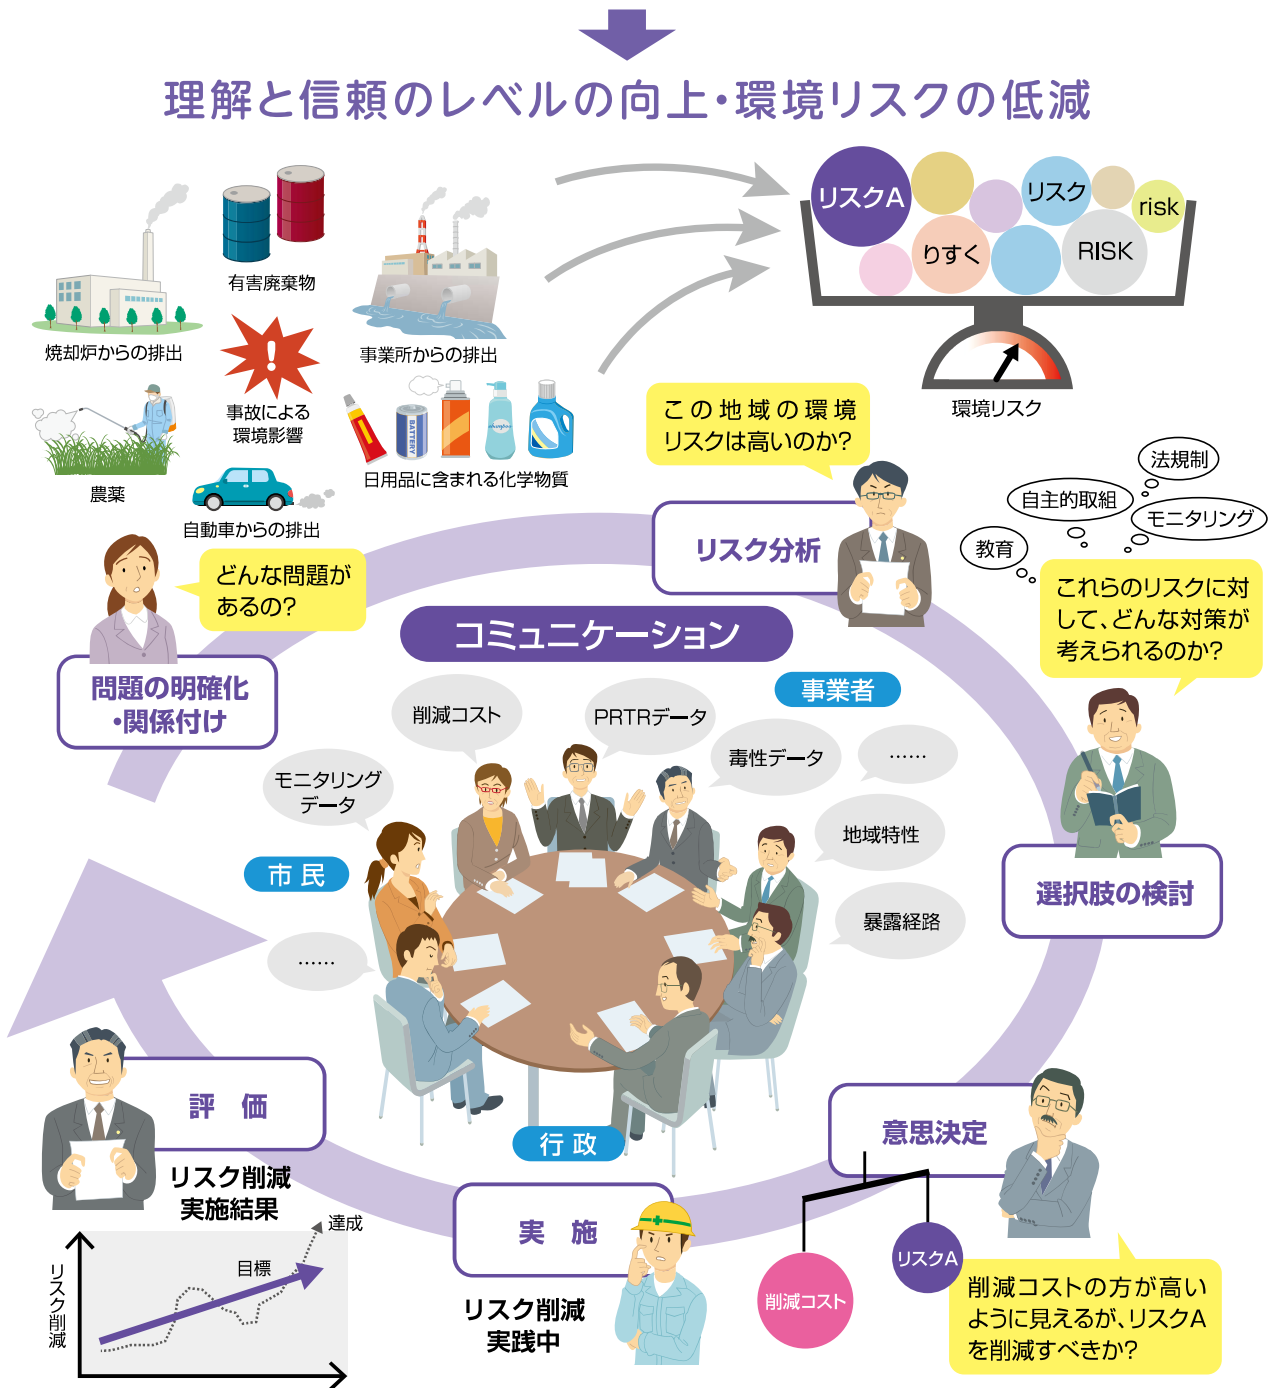 理解と信頼のレベルの向上・環境リスクの低減
焼却炉からの排出
有害廃棄物
事業所からの排出
事故による
環境影響
農薬
自動車からの排出
BATTERY
日用品に含まれる化学物質
リスクA
リスク
risk
りすく
RISK
環境リスク
この地域の環境
リスクは高いのか?
リスク分析
法規制
自主的取組
モニタリング
教育
これらのリスクに対
して、どんな対策が
考えられるのか?
選択肢の検討
どんな問題が
あるの?
問題の明確化
・関係付け
コミュニケーション
事業者
削減コスト
PRTRデータ
毒性データ
……
モニタリング
データ
地域特性
市民
暴露経路
……
行政
意思決定
削減コスト
リスクA
削減コストの方が高い
ように見えるが、リスクA
を削減すべきか?
実施
リスク削減
実践中
評価
リスク削減
実施結果
リスク削減
目標
達成